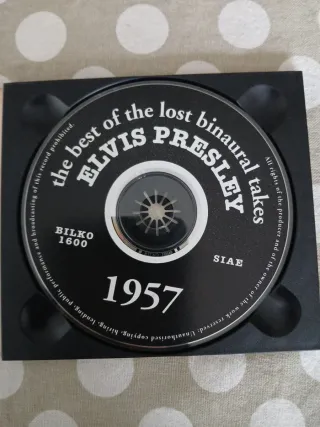 the best of the lost binaural takes
ELVIS PRESLEY
BILKO
1600
SIAE
1957
All rights of the producer and of the owner of the work reserved: Unauthorised copying, hiring, lending, public performance and broadcasting of this record prohibited.